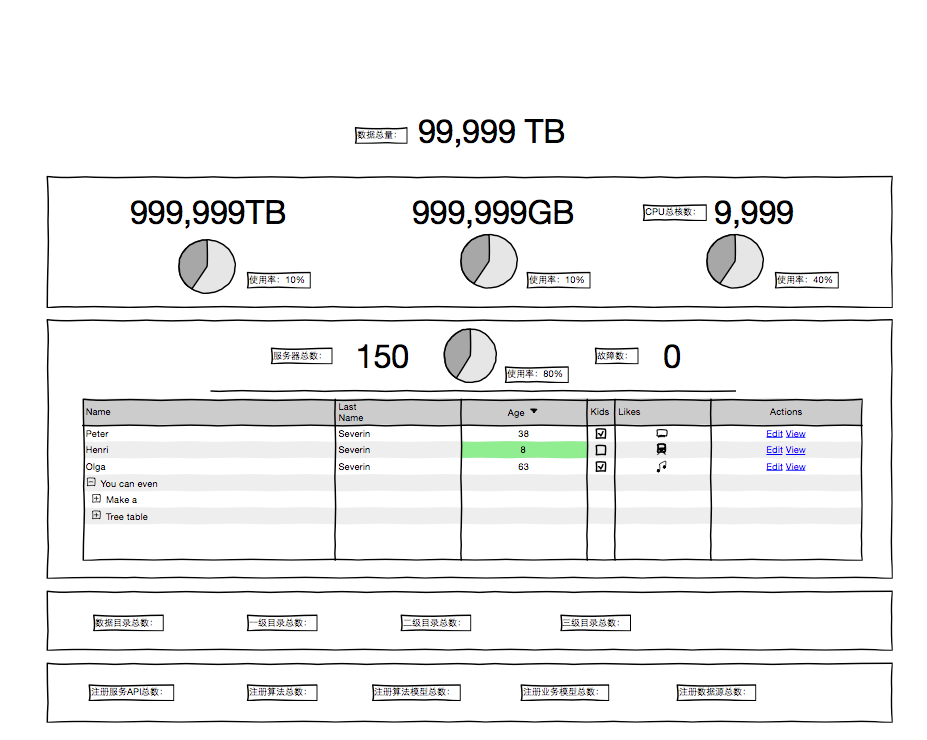 数据总量： 99,999 TB
999,999TB 999,999GB CPU总核数： 9,999
使用率：10% 使用率：10% 使用率：40%
服务器总数： 150 使用率：80% 故障数： 0
Name Last Name Age Kids Likes Actions
Peter Severin 38 Edit View
Henri Severin 8 Edit View
Olga Severin 63 Edit View
You can even
Make a
Tree table
数据目录总数： 一级目录总数： 二级目录总数： 三级目录总数：
注册服务API总数： 注册算法总数： 注册算法模型总数： 注册业务模型总数： 注册数据源总数：